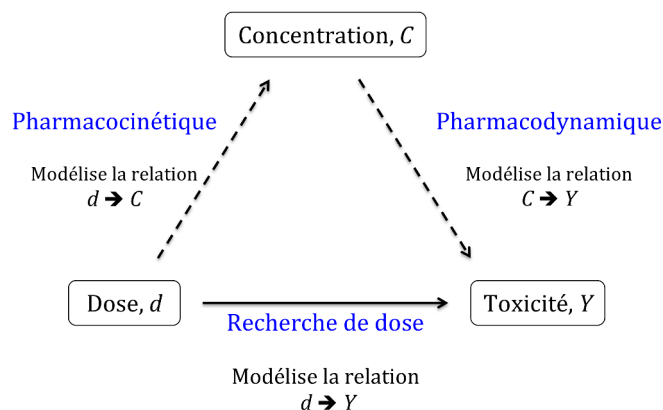 Concentration, C
Pharmacocinétique
Pharmacodynamique
Modélise la relation
d → C
Modélise la relation
C → Y
Dose, d
Toxicité, Y
Recherche de dose
Modélise la relation
d → Y